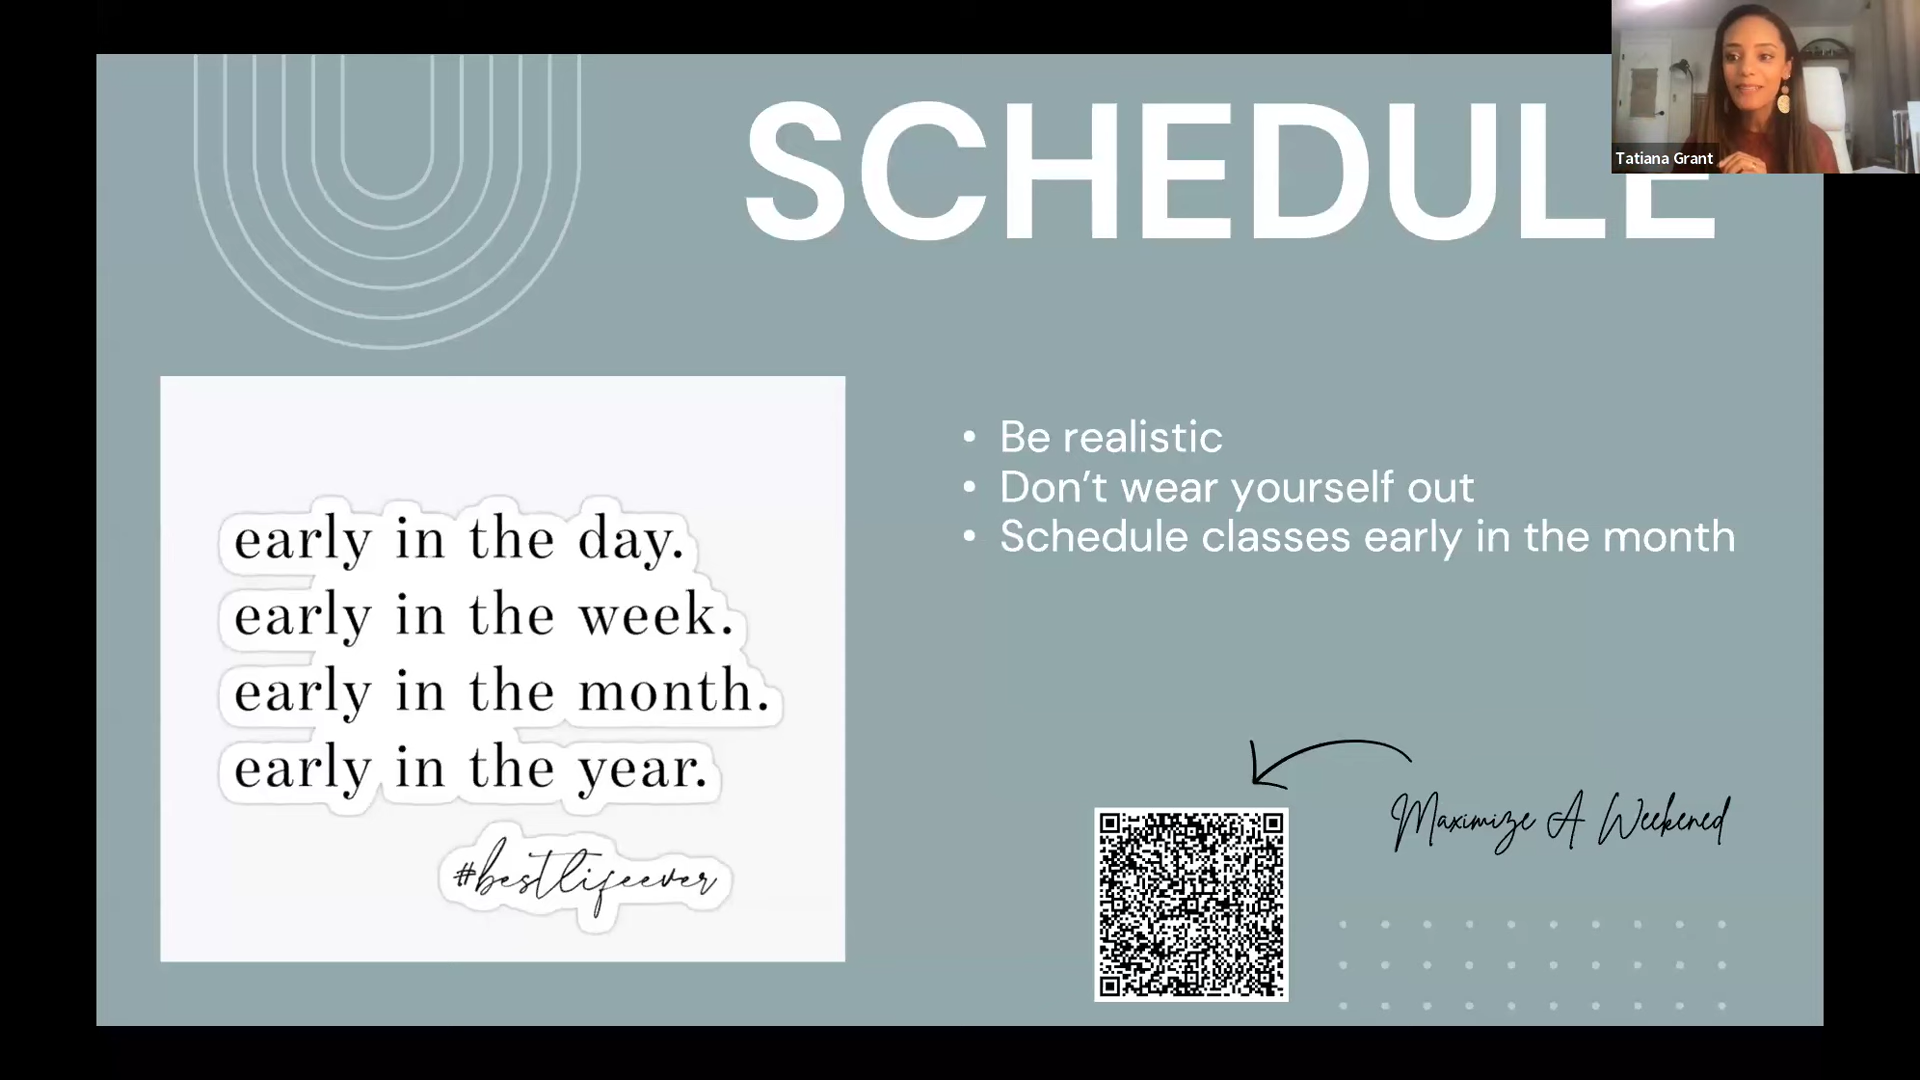 SCHEDULE
Tatiana Grant
early in the day.
early in the week.
early in the month.
early in the year.
#bestlifeever
• Be realistic
• Don’t wear yourself out
• Schedule classes early in the month
Maximize A Weekened